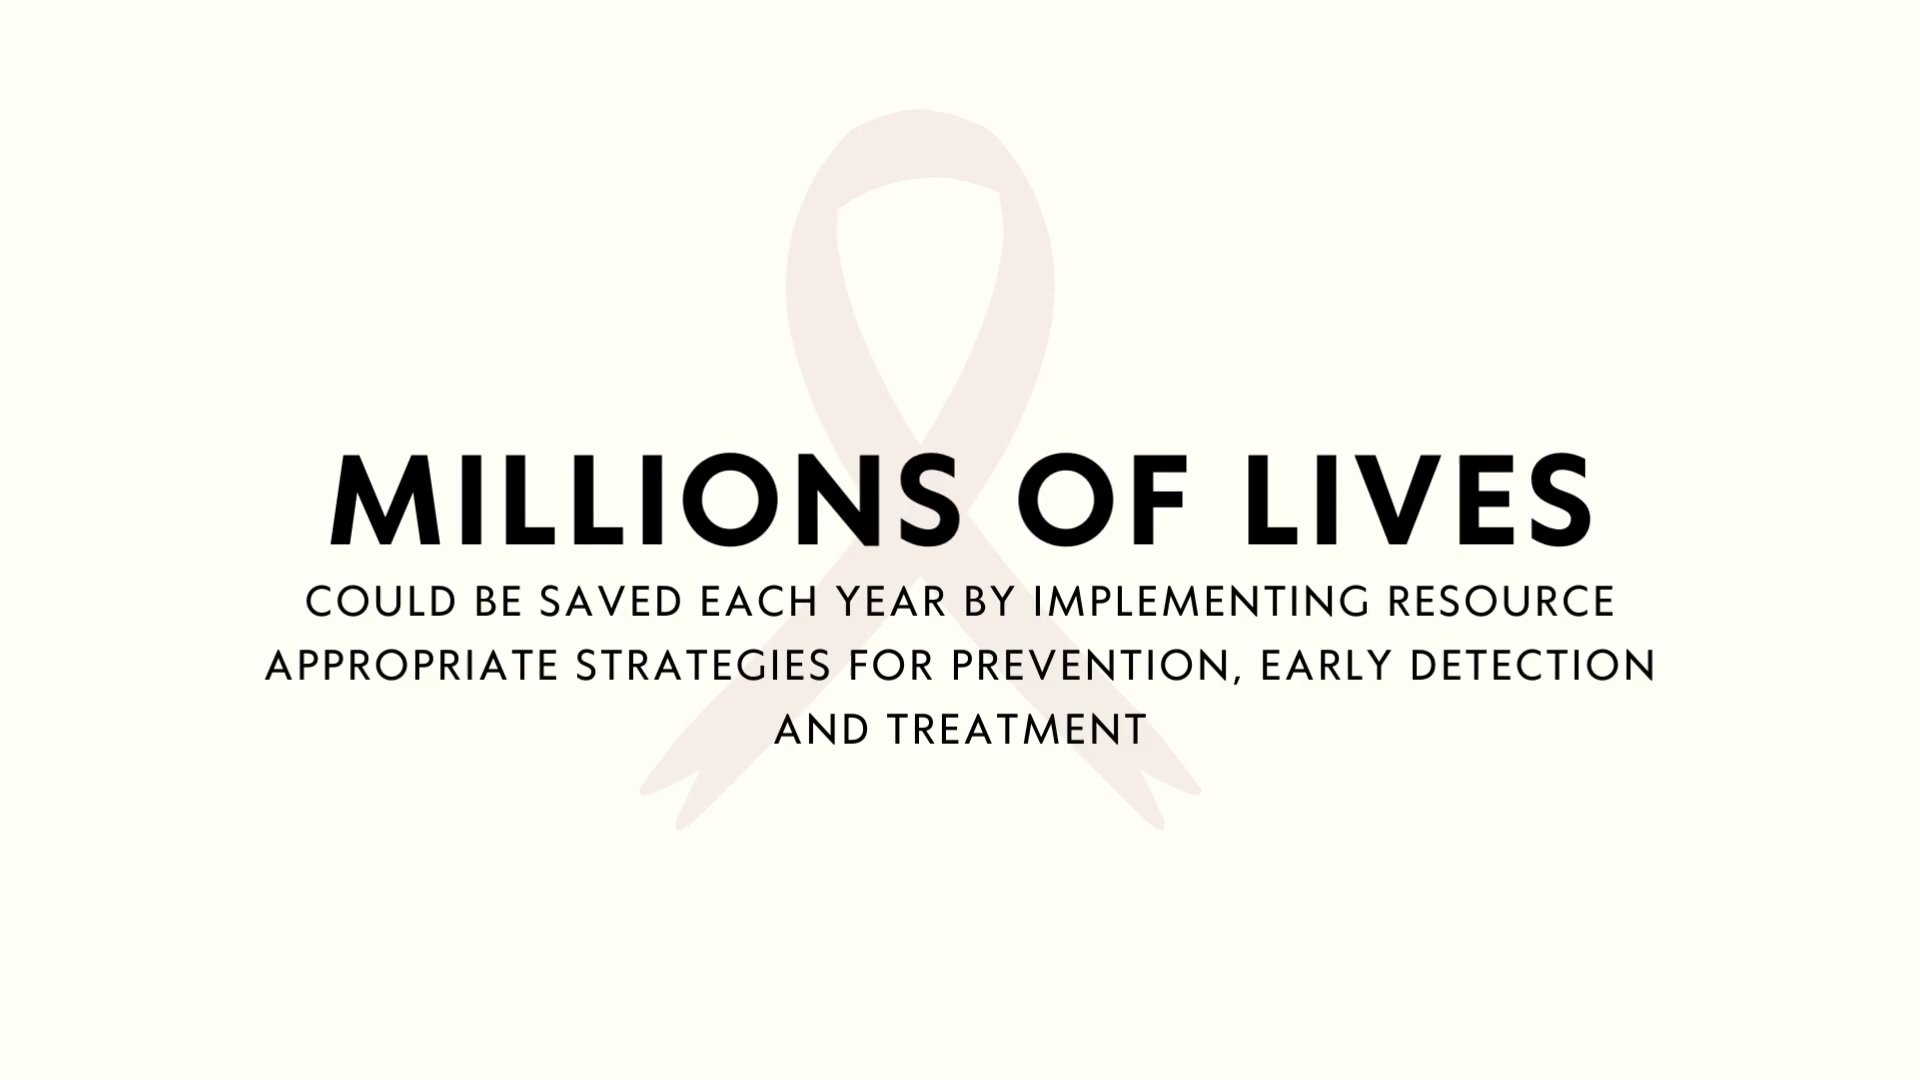 MILLIONS OF LIVES
COULD BE SAVED EACH YEAR BY IMPLEMENTING RESOURCE
APPROPRIATE STRATEGIES FOR PREVENTION, EARLY DETECTION
AND TREATMENT